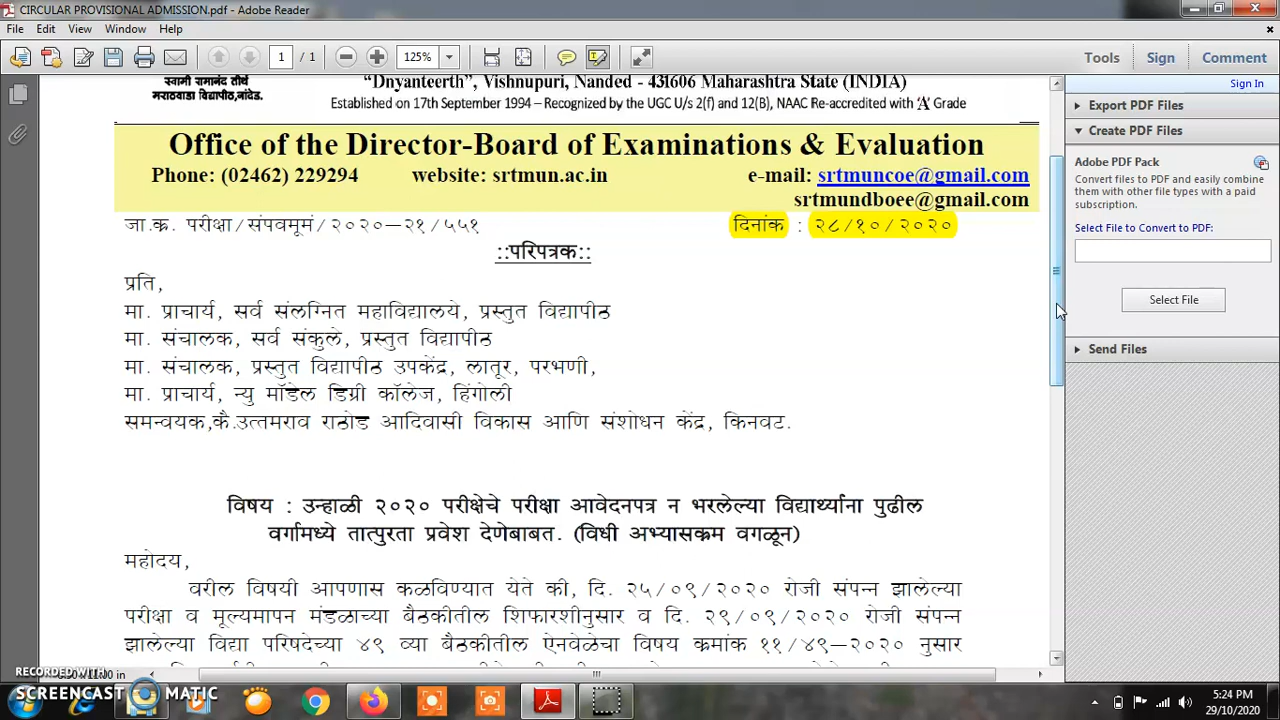 CIRCULAR PROVISIONAL ADMISSION.pdf - Adobe Reader
File Edit View Window Help
1 / 1 125% Tools Sign Comment
Sign In
Export PDF Files
Create PDF Files
Adobe PDF Pack
Convert files to PDF and easily combine
them with other file types with a paid
subscription.
Select File to Convert to PDF:
Select File
Send Files
स्वामी रामानंद तीर्थ
मराठवाडा विद्यापीठ,नांदेड.
“Dnyanteerth”, Vishnupuri, Nanded - 431606 Maharashtra State (INDIA)
Established on 17th September 1994 – Recognized by the UGC U/s 2(f) and 12(B), NAAC Re-accredited with 'A' Grade
Office of the Director-Board of Examinations & Evaluation
Phone: (02462) 229294 website: srtmun.ac.in e-mail: srtmuncoe@gmail.com
srtmundboee@gmail.com
जा.क्र. परीक्षा/संपवमूमं/२०२०—२१/५५१ दिनांक : २८/१०/२०२०
::परिपत्रक::
प्रति,
मा. प्राचार्य, सर्व संलग्नित महाविद्यालये, प्रस्तुत विद्यापीठ
मा. संचालक, सर्व संकुले, प्रस्तुत विद्यापीठ
मा. संचालक, प्रस्तुत विद्यापीठ उपकेंद्र, लातूर, परभणी,
मा. प्राचार्य, न्यु मॉडेल डिग्री कॉलेज, हिंगोली
समन्वयक,कै.उत्तमराव राठोड आदिवासी विकास आणि संशोधन केंद्र, किनवट.
विषय : उन्हाळी २०२० परीक्षेचे परीक्षा आवेदनपत्र न भरलेल्या विद्यार्थ्यांना पुढील
वर्गामध्ये तात्पुरता प्रवेश देणेबाबत. (विधी अभ्यासक्रम वगळून)
महोदय,
वरील विषयी आपणास कळविण्यात येते की, दि. २५/०९/२०२० रोजी संपन्न झालेल्या
परीक्षा व मूल्यमापन मंडळाच्या बैठकीतील शिफारशीनुसार व दि. २९/०९/२०२० रोजी संपन्न
झालेल्या विद्या परिषदेच्या ४९ व्या बैठकीतील ऐनवेळेचा विषय क्रमांक ११/४९—२०२० नुसार
RECORDED WITH
SCREENCAST MATIC
5:24 PM
29/10/2020